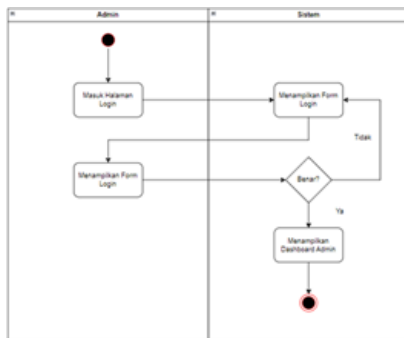 Admin
Sistem
Masuk Halaman
Login
Menampilkan Form
Login
Tidak
Menampilkan Form
Login
Benar?
Ya
Menampilkan
Dashboard Admin